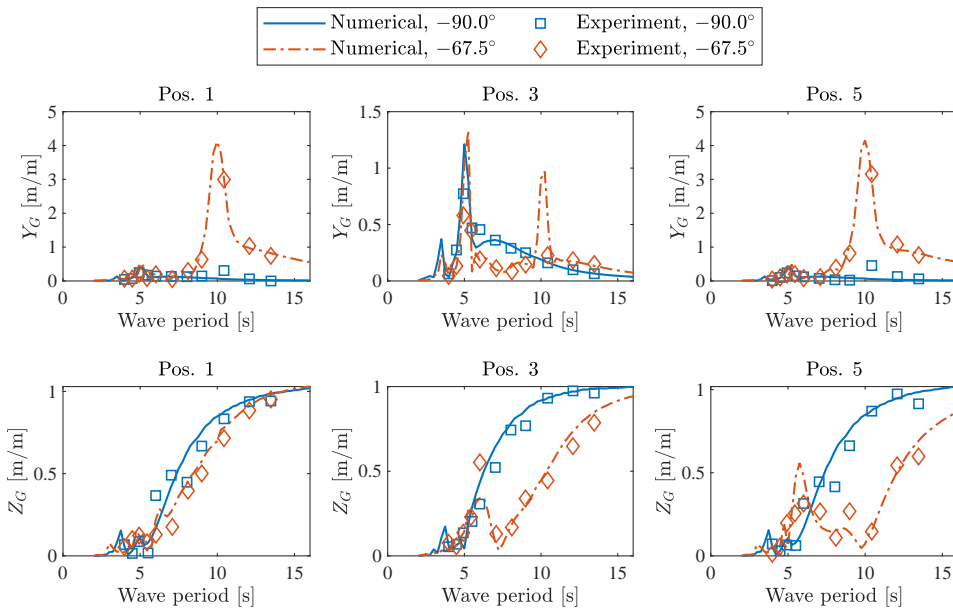 Numerical, −90.0° Experiment, −90.0°
Numerical, −67.5° Experiment, −67.5°
Pos. 1 Pos. 3 Pos. 5
Y_G [m/m] Y_G [m/m] Y_G [m/m]
5 1.5 5
4 1 4
3 0.5 3
2 0 2
1 1
0 0
0 5 10 15 0 5 10 15 0 5 10 15
Wave period [s] Wave period [s] Wave period [s]
Pos. 1 Pos. 3 Pos. 5
Z_G [m/m] Z_G [m/m] Z_G [m/m]
1 1 1
0.5 0.5 0.5
0 0 0
0 5 10 15 0 5 10 15 0 5 10 15
Wave period [s] Wave period [s] Wave period [s]